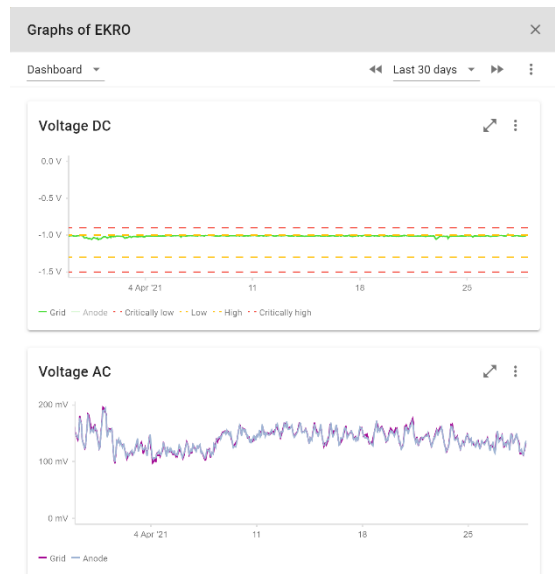 Graphs of EKRO
Dashboard
Last 30 days
Voltage DC
0.0 V
-0.5 V
-1.0 V
-1.5 V
4 Apr '21 11 18 25
Grid Anode Critically low Low High Critically high
Voltage AC
200 mV
100 mV
0 mV
4 Apr '21 11 18 25
Grid Anode